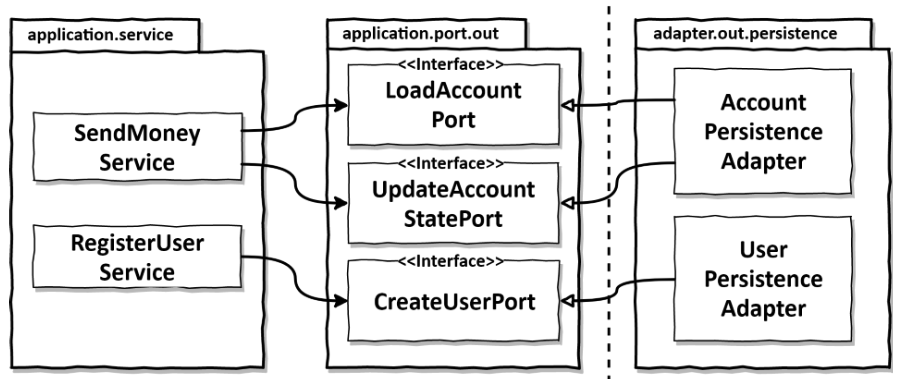 application.service
SendMoney
Service
RegisterUser
Service
application.port.out
<<Interface>>
LoadAccount
Port
<<Interface>>
UpdateAccount
StatePort
<<Interface>>
CreateUserPort
adapter.out.persistence
Account
Persistence
Adapter
User
Persistence
Adapter